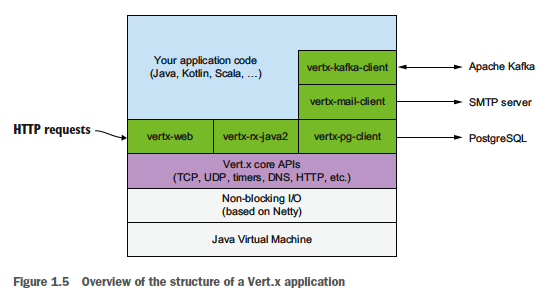 Your application code
(Java, Kotlin, Scala, ...)
vertx-kafka-client
Apache Kafka
vertx-mail-client
SMTP server
HTTP requests
vertx-web
vertx-rx-java2
vertx-pg-client
PostgreSQL
Vert.x core APIs
(TCP, UDP, timers, DNS, HTTP, etc.)
Non-blocking I/O
(based on Netty)
Java Virtual Machine
Figure 1.5 Overview of the structure of a Vert.x application